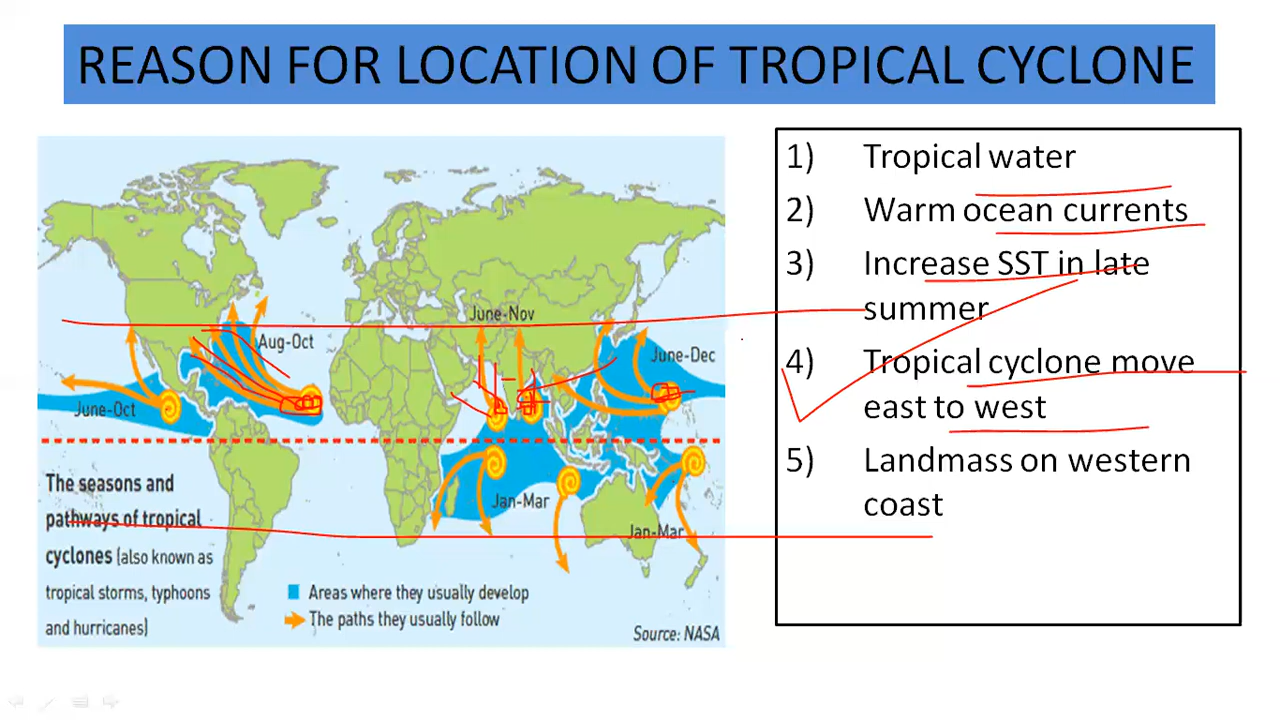 REASON FOR LOCATION OF TROPICAL CYCLONE
June-Nov
Aug-Oct
June-Dec
June-Oct
Jan-Mar
Jan-Mar
The seasons and
pathways of tropical
cyclones (also known as
tropical storms, typhoons
and hurricanes)
Areas where they usually develop
The paths they usually follow
Source: NASA
1) Tropical water
2) Warm ocean currents
3) Increase SST in late
summer
4) Tropical cyclone move
east to west
5) Landmass on western
coast